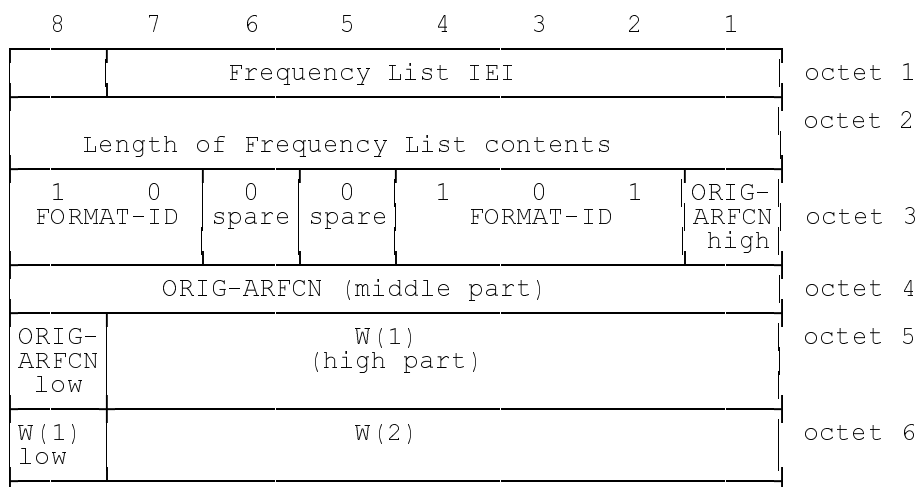 8 7 6 5 4 3 2 1
Frequency List IEI octet 1
octet 2
Length of Frequency List contents
1 0 0 0 1 0 1 ORIG-
FORMAT-ID spare spare FORMAT-ID ARFCN octet 3
high
ORIG-ARFCN (middle part) octet 4
ORIG- W(1) octet 5
ARFCN (high part)
low
W(1) W(2) octet 6
low